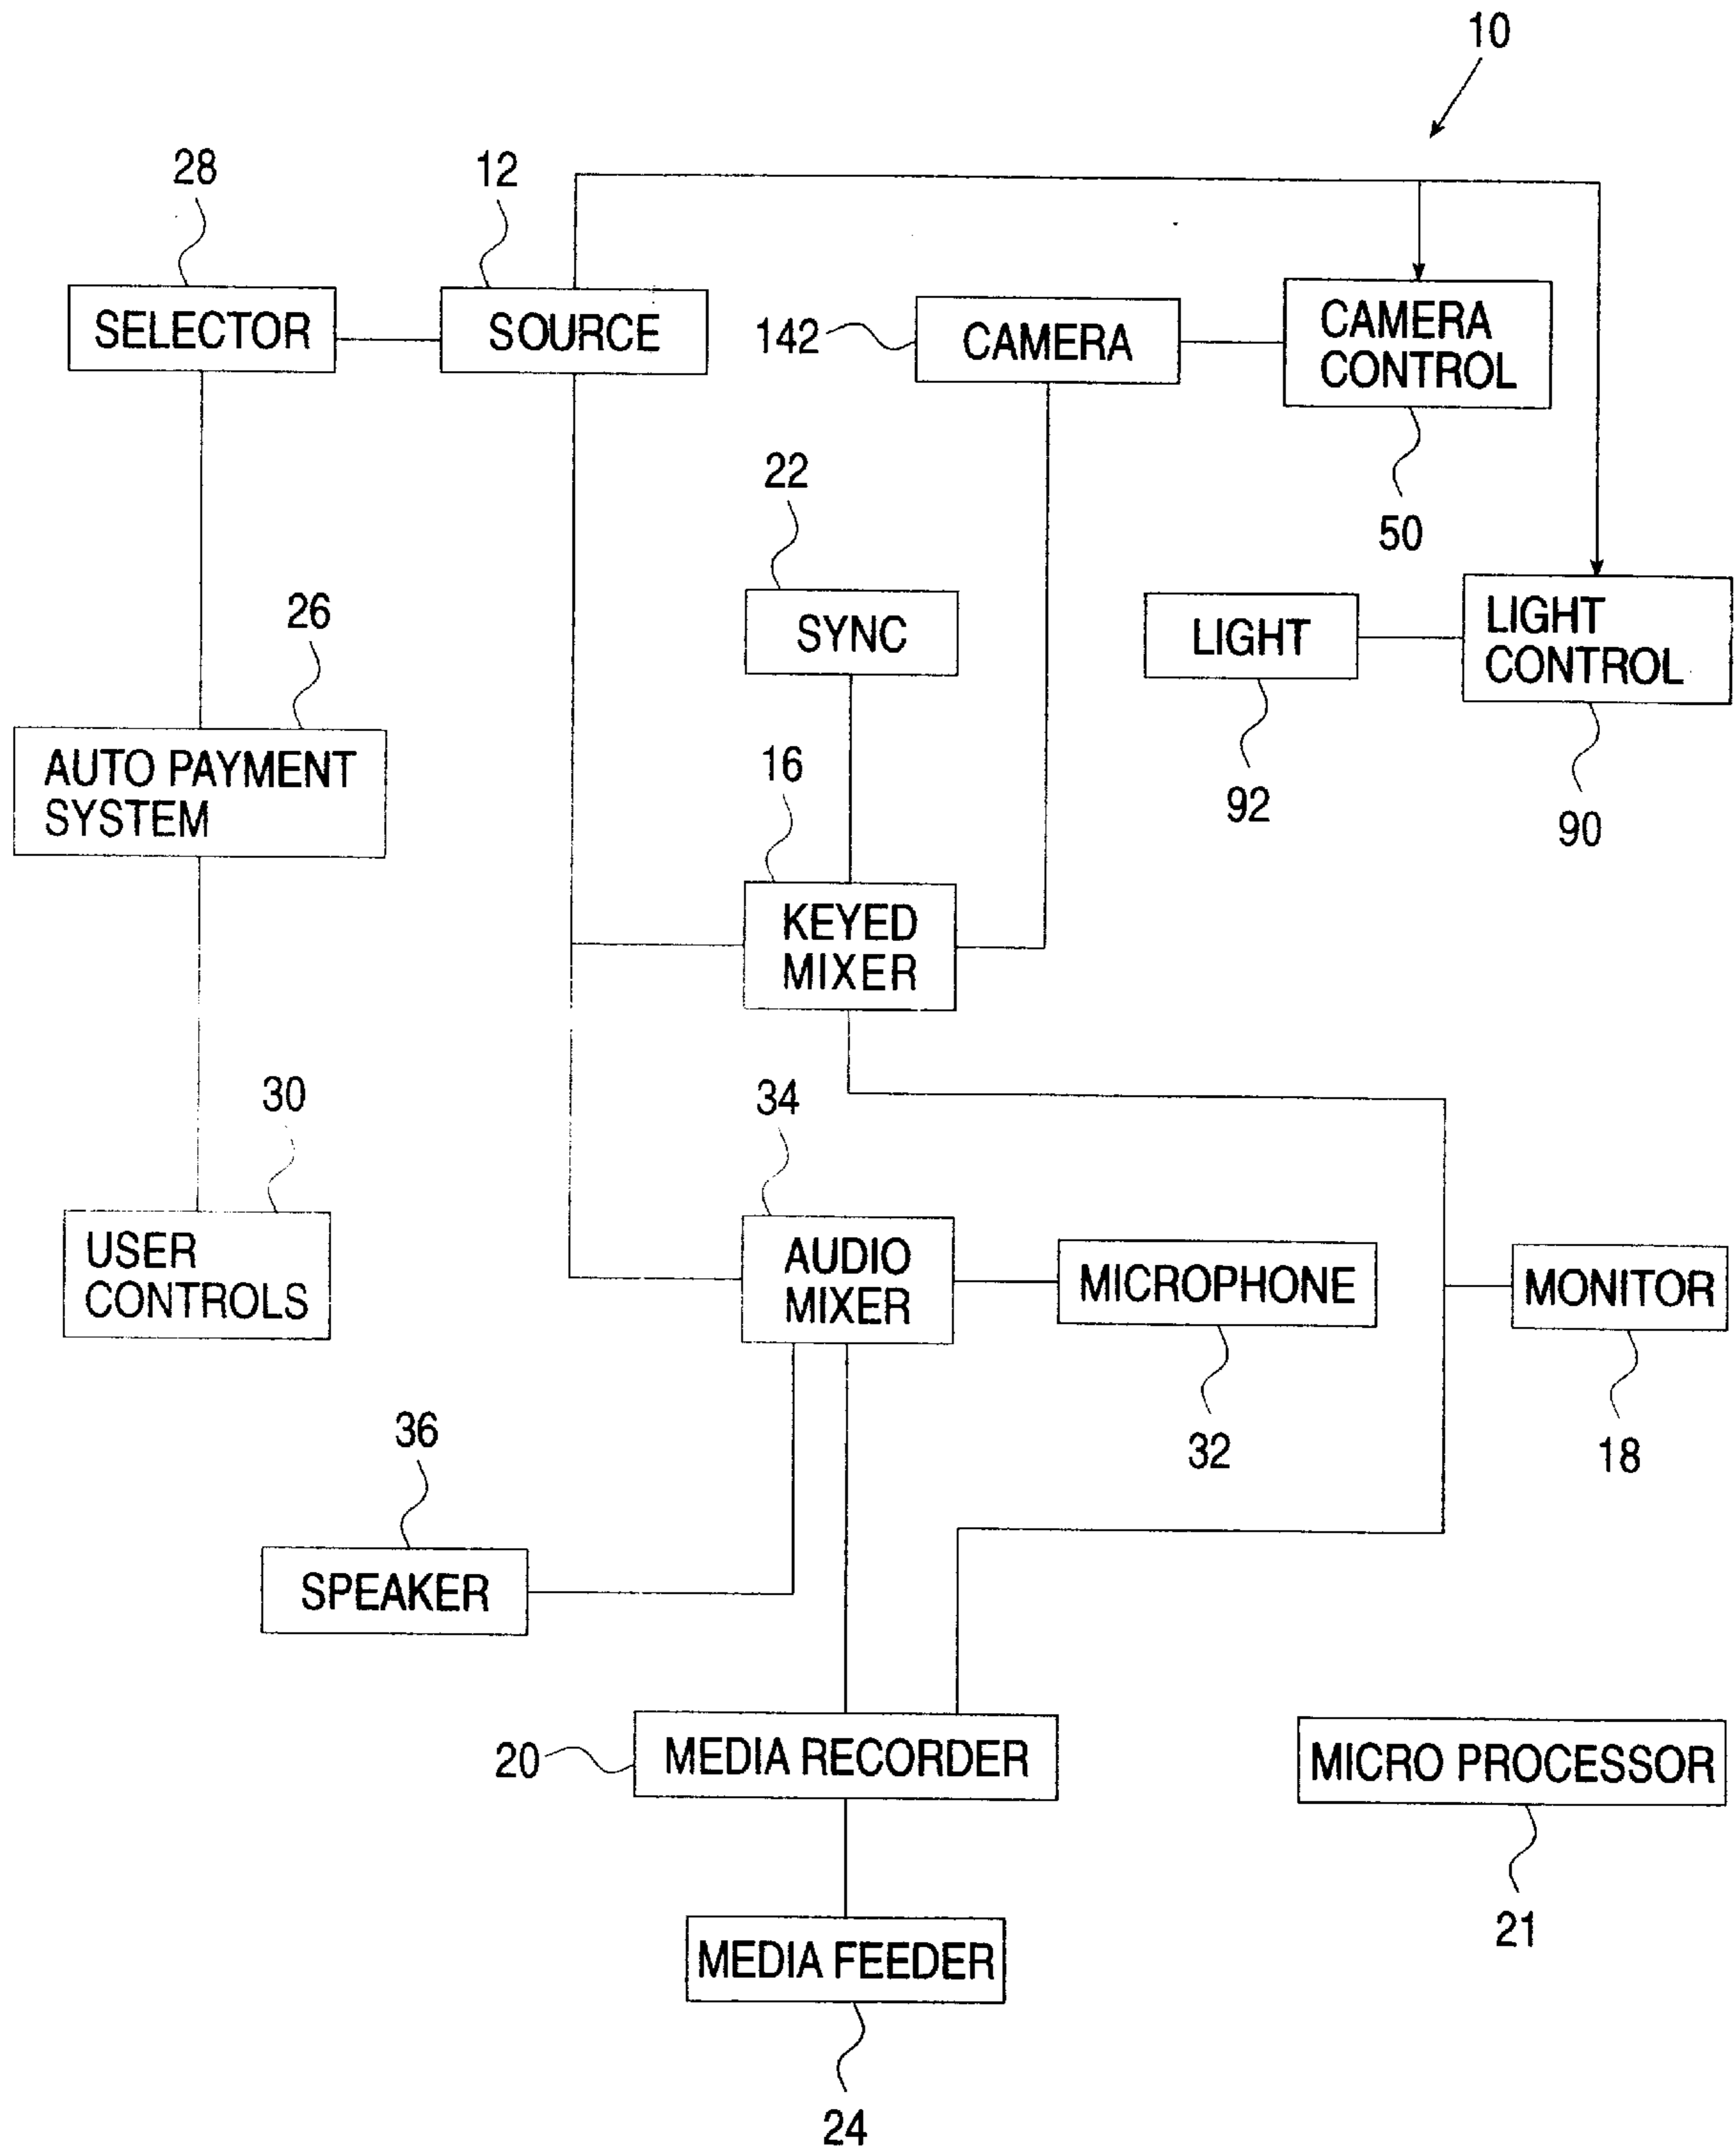 10
28
12
SELECTOR
SOURCE
142
CAMERA
CAMERA
CONTROL
50
22
SYNC
26
LIGHT
LIGHT
CONTROL
92
90
AUTO PAYMENT
SYSTEM
16
KEYED
MIXER
30
34
USER
CONTROLS
AUDIO
MIXER
MICROPHONE
MONITOR
32
18
36
SPEAKER
20
MEDIA RECORDER
MICRO PROCESSOR
21
MEDIA FEEDER
24